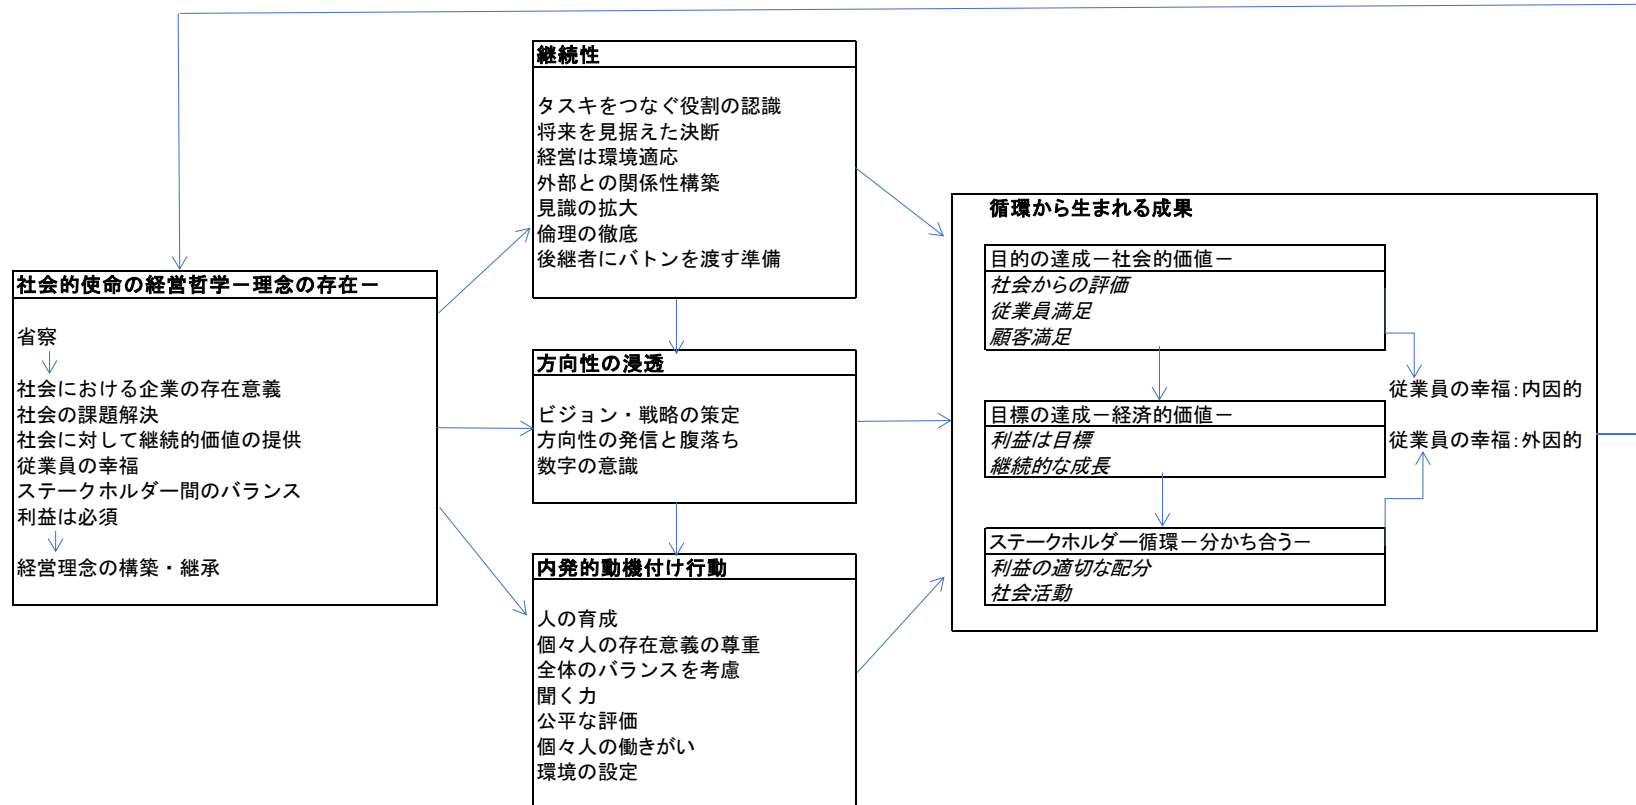 社会的使命の経営哲学－理念の存在－
省察
社会における企業の存在意義
社会の課題解決
社会に対して継続的価値の提供
従業員の幸福
ステークホルダー間のバランス
利益は必須
経営理念の構築・継承
継続性
タスキをつなぐ役割の認識
将来を見据えた決断
経営は環境適応
外部との関係性構築
見識の拡大
倫理の徹底
後継者にバトンを渡す準備
方向性の浸透
ビジョン・戦略の策定
方向性の発信と腹落ち
数字の意識
内発的動機付け行動
人の育成
個々人の存在意義の尊重
全体のバランスを考慮
聞く力
公平な評価
個々人の働きがい
環境の設定
循環から生まれる成果
目的の達成－社会的価値－
社会からの評価
従業員満足
顧客満足
目標の達成－経済的価値－
利益は目標
継続的な成長
ステークホルダー循環－分かち合う－
利益の適切な配分
社会活動
従業員の幸福：内因的
従業員の幸福：外因的